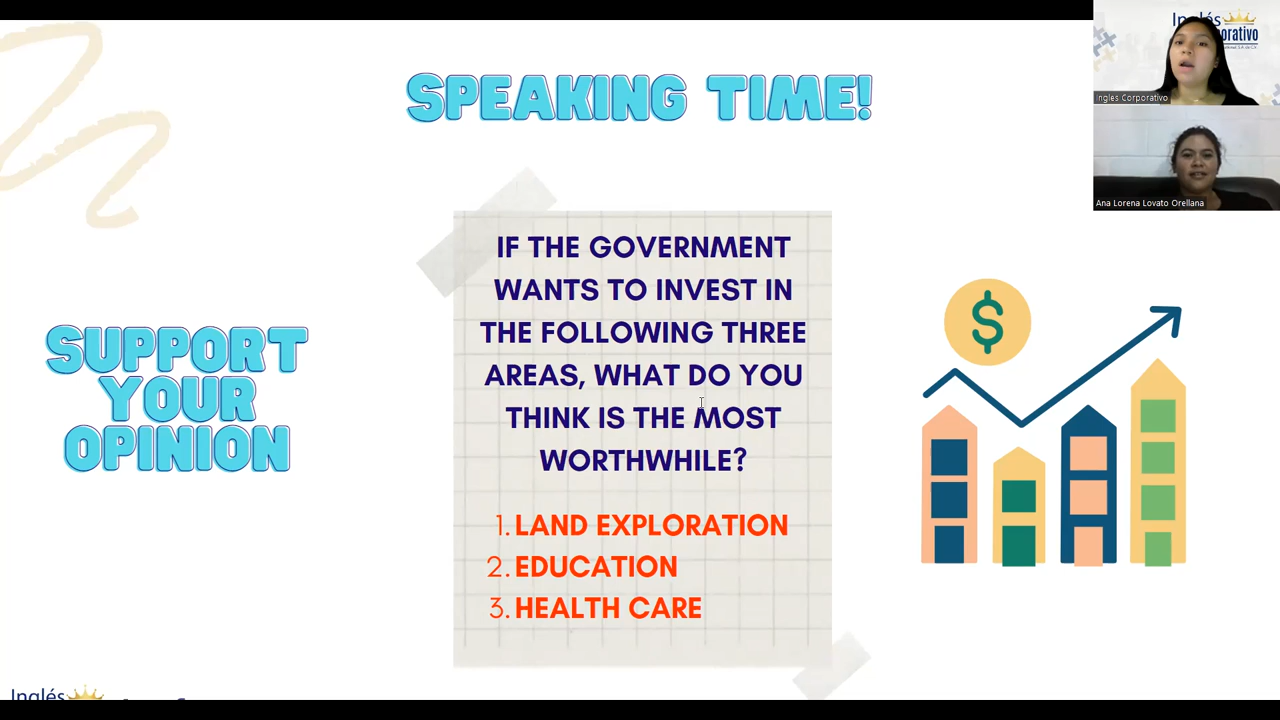 SPEAKING TIME!
SUPPORT
YOUR
OPINION
IF THE GOVERNMENT
WANTS TO INVEST IN
THE FOLLOWING THREE
AREAS, WHAT DO YOU
THINK IS THE MOST
WORTHWHILE?
1. LAND EXPLORATION
2. EDUCATION
3. HEALTH CARE
$
Ingles Corporativo
Ana Lorena Lovato Orellana
Inglés